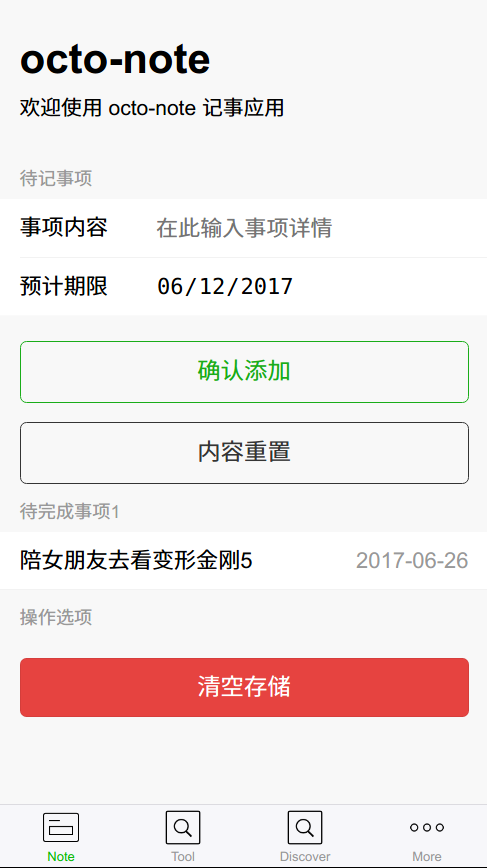 octo-note
欢迎使用 octo-note 记事应用
待记事项
事项内容 在此输入事项详情
预计期限 06/12/2017
确认添加
内容重置
待完成事项1
陪女朋友去看变形金刚5 2017-06-26
操作选项
清空存储
Note Tool Discover More